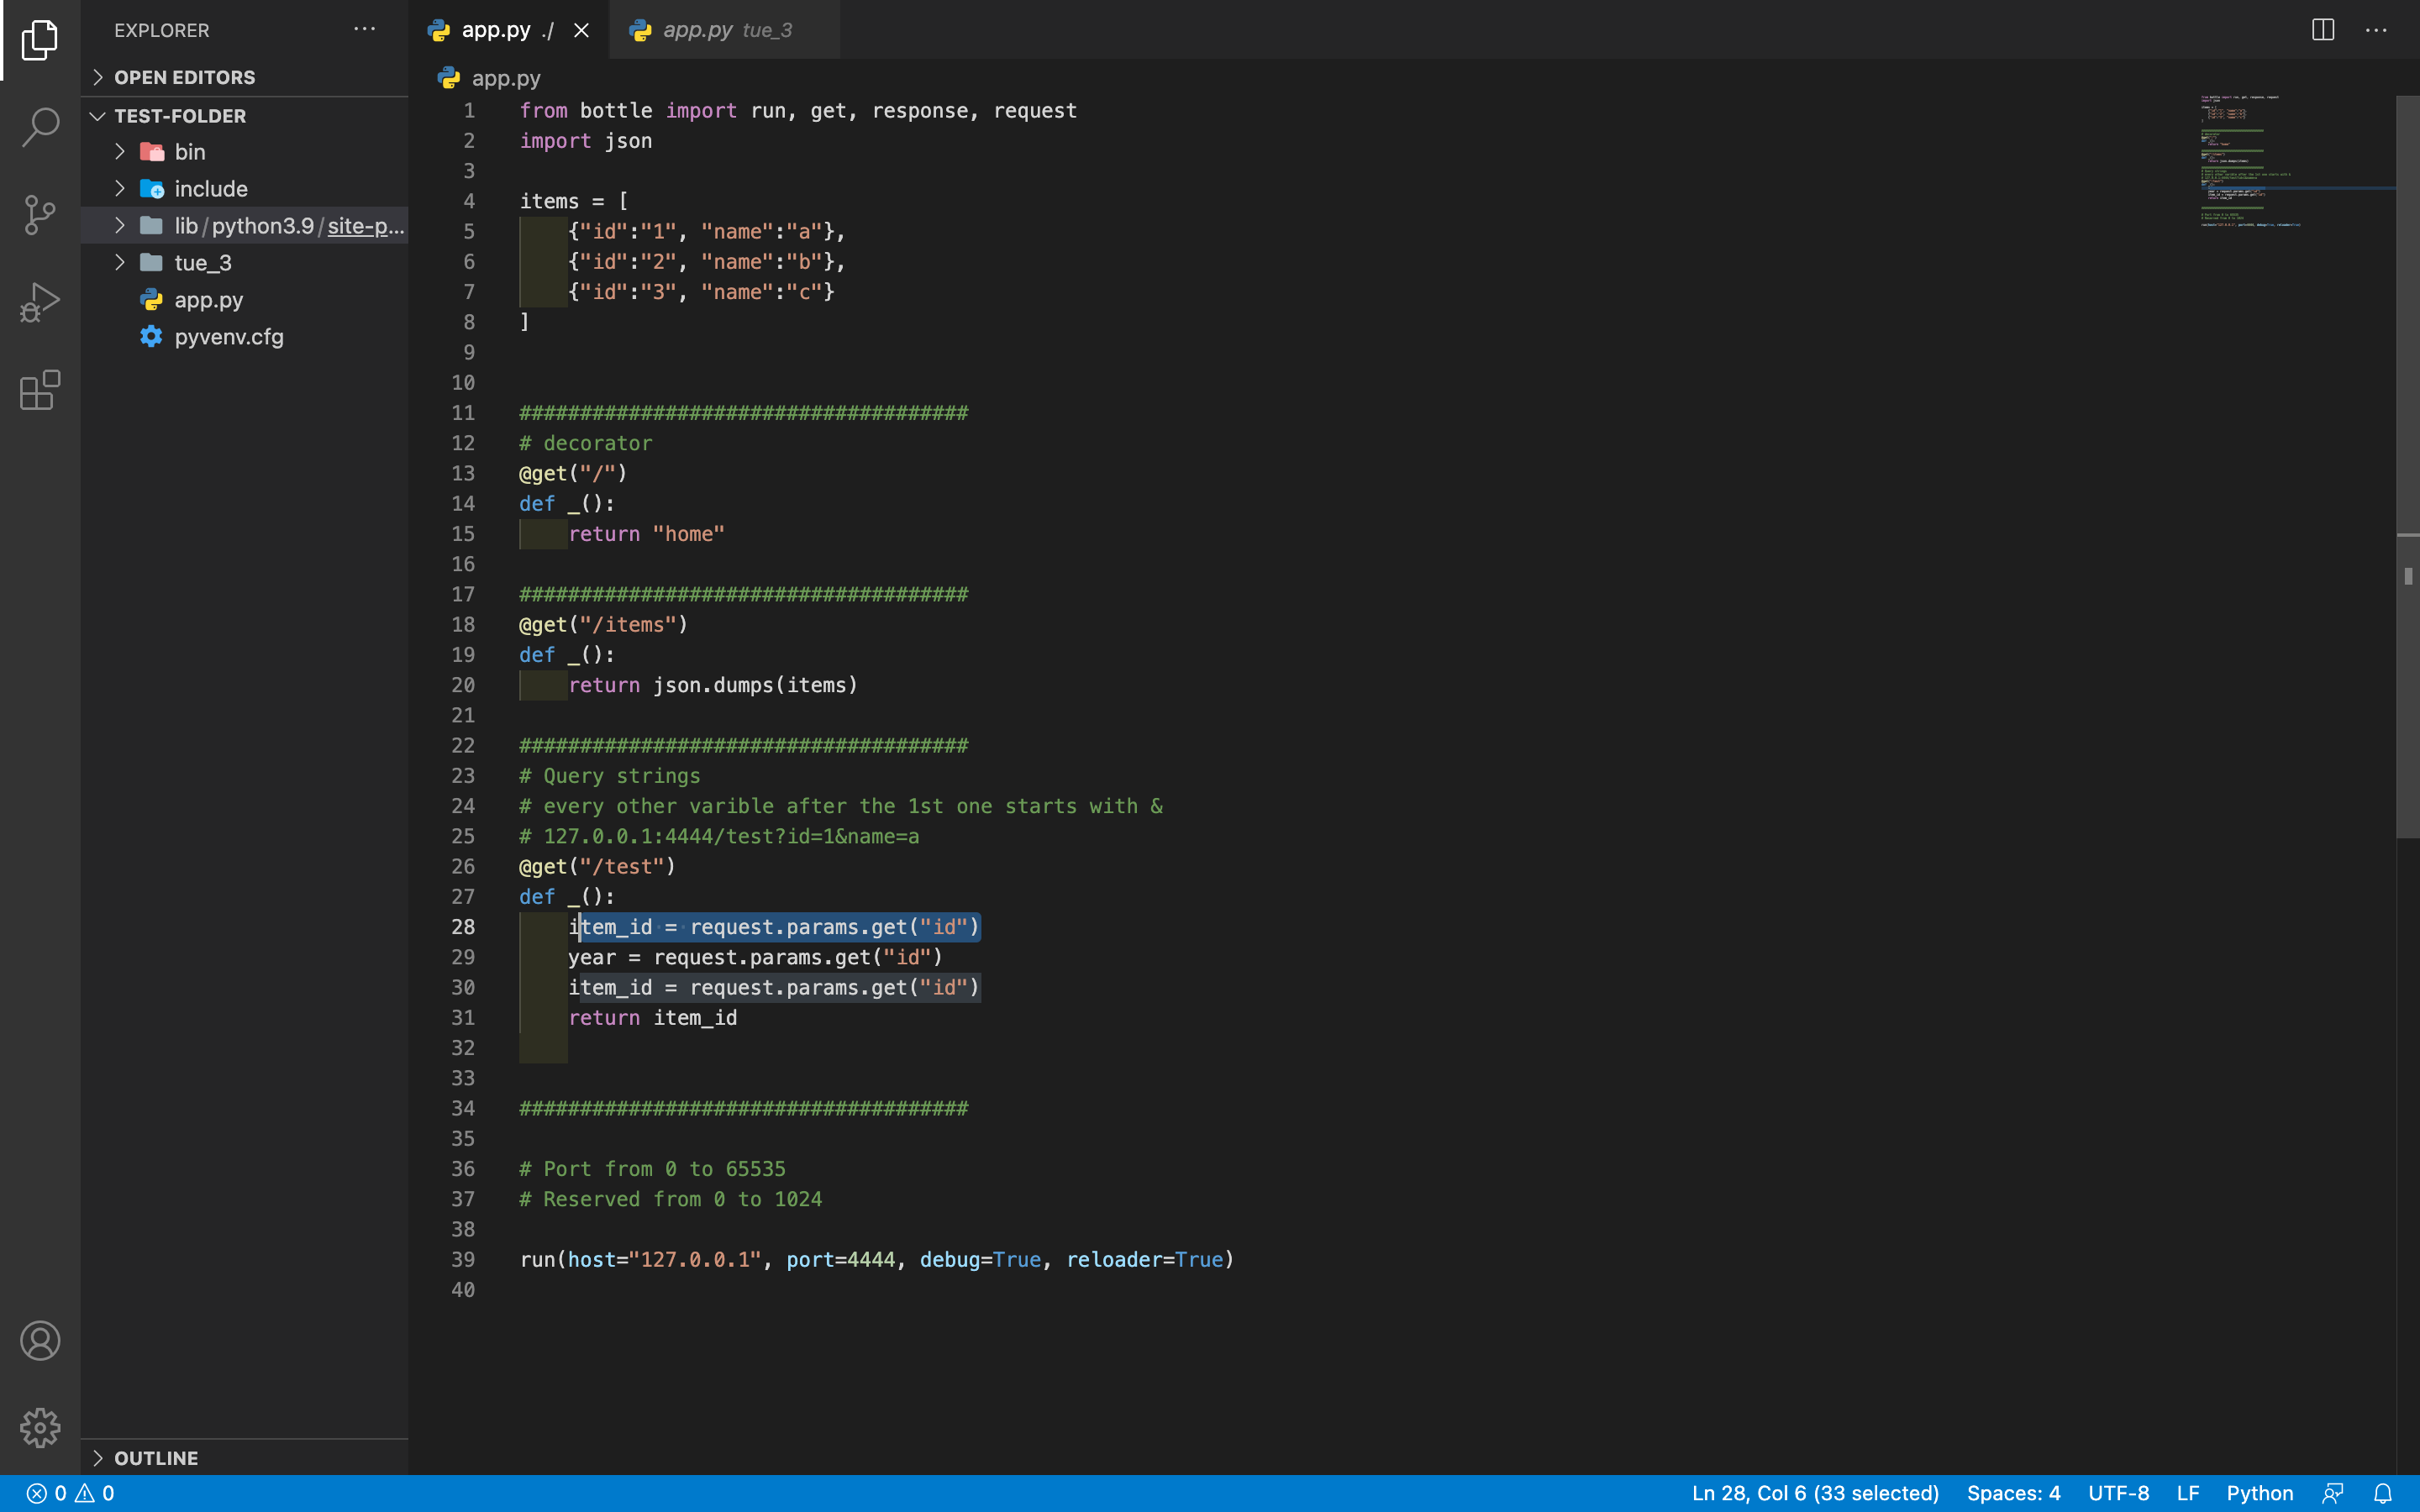 EXPLORER
OPEN EDITORS
TEST-FOLDER
bin
include
lib/python3.9/site-p...
tue_3
app.py
pyvenv.cfg
OUTLINE
app.py ./
app.py tue_3
app.py
1 from bottle import run, get, response, request
2 import json
3
4 items = [
5     {"id":"1", "name":"a"},
6     {"id":"2", "name":"b"},
7     {"id":"3", "name":"c"}
8 ]
9
10
11 #####################################
12 # decorator
13 @get("/")
14 def _():
15     return "home"
16
17 #####################################
18 @get("/items")
19 def _():
20     return json.dumps(items)
21
22 #####################################
23 # Query strings
24 # every other varible after the 1st one starts with &
25 # 127.0.0.1:4444/test?id=1&name=a
26 @get("/test")
27 def _():
28     item_id = request.params.get("id")
29     year = request.params.get("id")
30     item_id = request.params.get("id")
31     return item_id
32
33
34 #####################################
35
36 # Port from 0 to 65535
37 # Reserved from 0 to 1024
38
39 run(host="127.0.0.1", port=4444, debug=True, reloader=True)
40
0 0
Ln 28, Col 6 (33 selected) Spaces: 4 UTF-8 LF Python